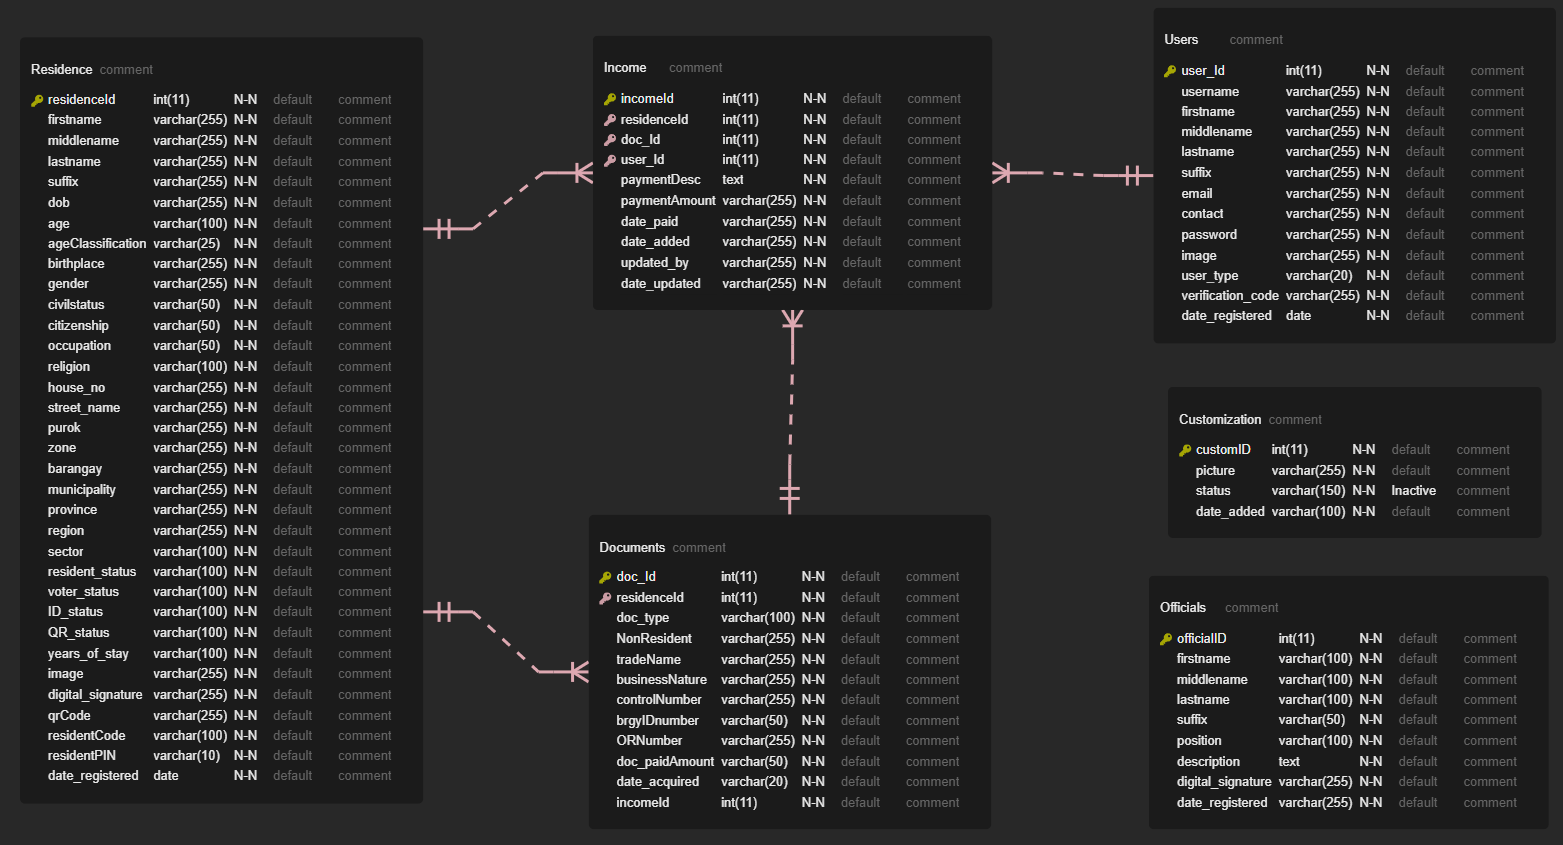 Residence comment
residenceId int(11) N-N default comment
firstname varchar(255) N-N default comment
middlename varchar(255) N-N default comment
lastname varchar(255) N-N default comment
suffix varchar(255) N-N default comment
dob varchar(255) N-N default comment
age varchar(100) N-N default comment
ageClassification varchar(25) N-N default comment
birthplace varchar(255) N-N default comment
gender varchar(255) N-N default comment
civilstatus varchar(50) N-N default comment
citizenship varchar(50) N-N default comment
occupation varchar(50) N-N default comment
religion varchar(100) N-N default comment
house_no varchar(255) N-N default comment
street_name varchar(255) N-N default comment
purok varchar(255) N-N default comment
zone varchar(255) N-N default comment
barangay varchar(255) N-N default comment
municipality varchar(255) N-N default comment
province varchar(255) N-N default comment
region varchar(255) N-N default comment
sector varchar(100) N-N default comment
resident_status varchar(100) N-N default comment
voter_status varchar(100) N-N default comment
ID_status varchar(100) N-N default comment
QR_status varchar(100) N-N default comment
years_of_stay varchar(100) N-N default comment
image varchar(255) N-N default comment
digital_signature varchar(255) N-N default comment
qrCode varchar(255) N-N default comment
residentCode varchar(100) N-N default comment
residentPIN varchar(10) N-N default comment
date_registered date N-N default comment
Income comment
incomeId int(11) N-N default comment
residenceId int(11) N-N default comment
doc_Id int(11) N-N default comment
user_Id int(11) N-N default comment
paymentDesc text N-N default comment
paymentAmount varchar(255) N-N default comment
date_paid varchar(255) N-N default comment
date_added varchar(255) N-N default comment
updated_by varchar(255) N-N default comment
date_updated varchar(255) N-N default comment
Documents comment
doc_Id int(11) N-N default comment
residenceId int(11) N-N default comment
doc_type varchar(100) N-N default comment
NonResident varchar(255) N-N default comment
tradeName varchar(255) N-N default comment
businessNature varchar(255) N-N default comment
controlNumber varchar(255) N-N default comment
brgyIDnumber varchar(50) N-N default comment
ORNumber varchar(255) N-N default comment
doc_paidAmount varchar(50) N-N default comment
date_acquired varchar(20) N-N default comment
incomeId int(11) N-N default comment
Users comment
user_Id int(11) N-N default comment
username varchar(255) N-N default comment
firstname varchar(255) N-N default comment
middlename varchar(255) N-N default comment
lastname varchar(255) N-N default comment
suffix varchar(255) N-N default comment
email varchar(255) N-N default comment
contact varchar(255) N-N default comment
password varchar(255) N-N default comment
image varchar(255) N-N default comment
user_type varchar(20) N-N default comment
verification_code varchar(255) N-N default comment
date_registered date N-N default comment
Customization comment
customID int(11) N-N default comment
picture varchar(255) N-N default comment
status varchar(150) N-N Inactive comment
date_added varchar(100) N-N default comment
Officials comment
officialID int(11) N-N default comment
firstname varchar(100) N-N default comment
middlename varchar(100) N-N default comment
lastname varchar(100) N-N default comment
suffix varchar(50) N-N default comment
position varchar(100) N-N default comment
description text N-N default comment
digital_signature varchar(255) N-N default comment
date_registered varchar(255) N-N default comment